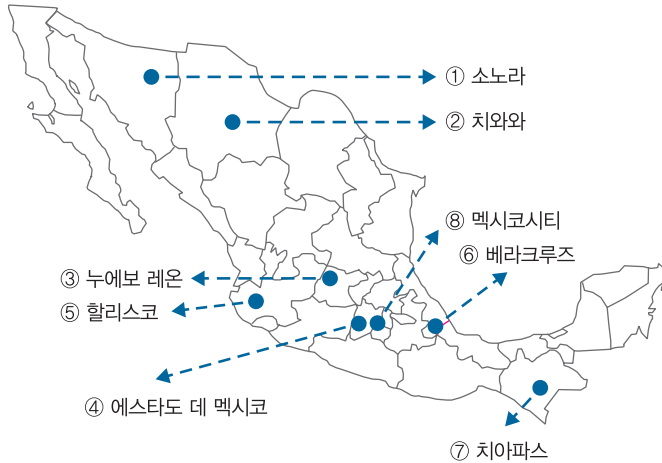 ① 소노라
② 치와와
⑧ 멕시코시티
⑥ 베라크루즈
③ 누에보 레온
⑤ 할리스코
④ 에스타도 데 멕시코
⑦ 치아파스